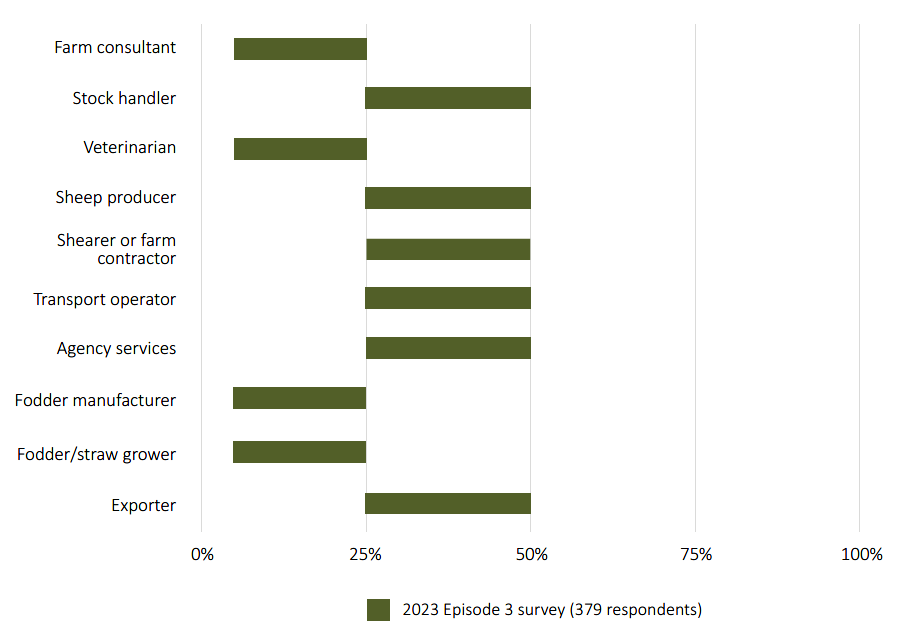 Farm consultant
Stock handler
Veterinarian
Sheep producer
Shearer or farm
contractor
Transport operator
Agency services
Fodder manufacturer
Fodder/straw grower
Exporter
0% 25% 50% 75% 100%
2023 Episode 3 survey (379 respondents)